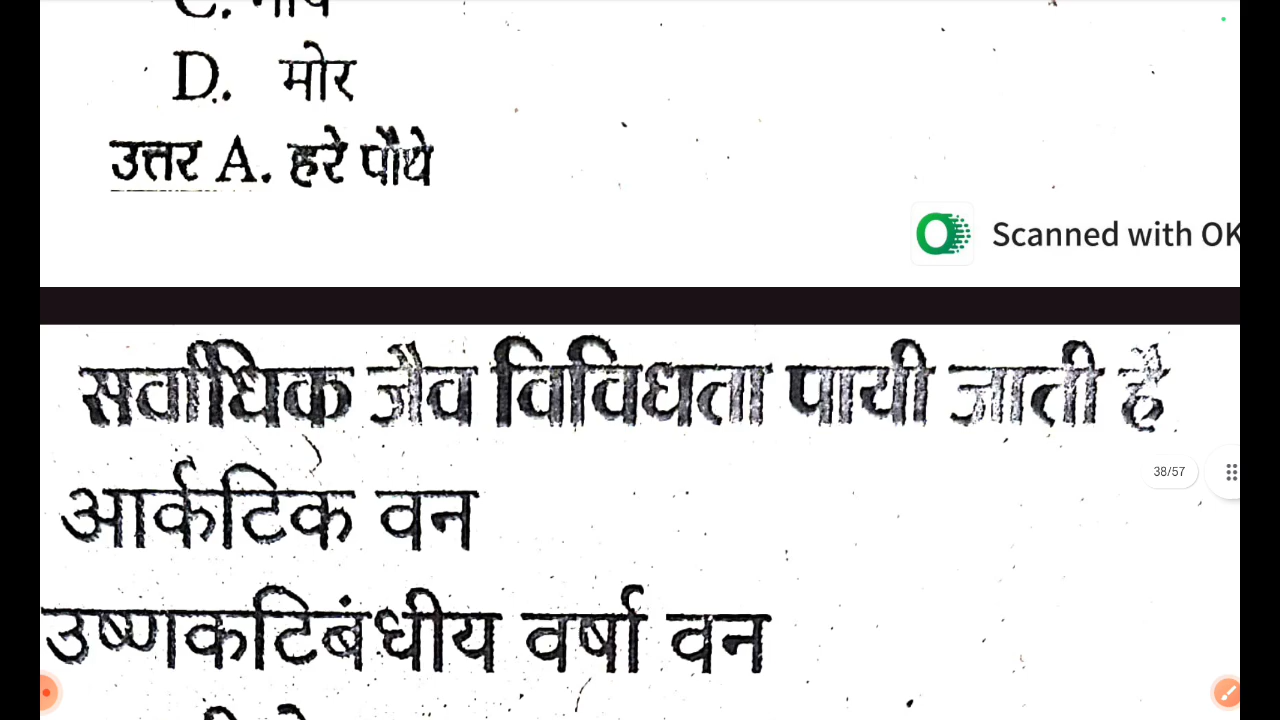 D. मोर
उत्तर A. हरे पौये
Scanned with OK
सर्वाधिक जैव विविधता पायी जाती है
38/57
आर्कटिक वन
उष्णकटिबंधीय वर्षा वन